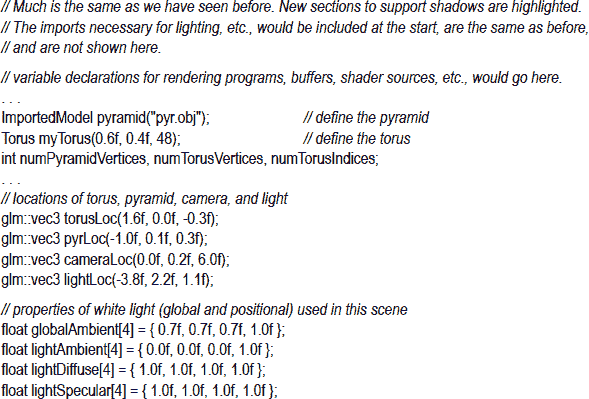 // Much is the same as we have seen before. New sections to support shadows are highlighted.
// The imports necessary for lighting, etc., would be included at the start, are the same as before,
// and are not shown here.
// variable declarations for rendering programs, buffers, shader sources, etc., would go here.
. . .
ImportedModel pyramid("pyr.obj"); // define the pyramid
Torus myTorus(0.6f, 0.4f, 48); // define the torus
int numPyramidVertices, numTorusVertices, numTorusIndices;
. . .
// locations of torus, pyramid, camera, and light
glm::vec3 torusLoc(1.6f, 0.0f, -0.3f);
glm::vec3 pyrLoc(-1.0f, 0.1f, 0.3f);
glm::vec3 cameraLoc(0.0f, 0.2f, 6.0f);
glm::vec3 lightLoc(-3.8f, 2.2f, 1.1f);
// properties of white light (global and positional) used in this scene
float globalAmbient[4] = { 0.7f, 0.7f, 0.7f, 1.0f };
float lightAmbient[4] = { 0.0f, 0.0f, 0.0f, 1.0f };
float lightDiffuse[4] = { 1.0f, 1.0f, 1.0f, 1.0f };
float lightSpecular[4] = { 1.0f, 1.0f, 1.0f, 1.0f };